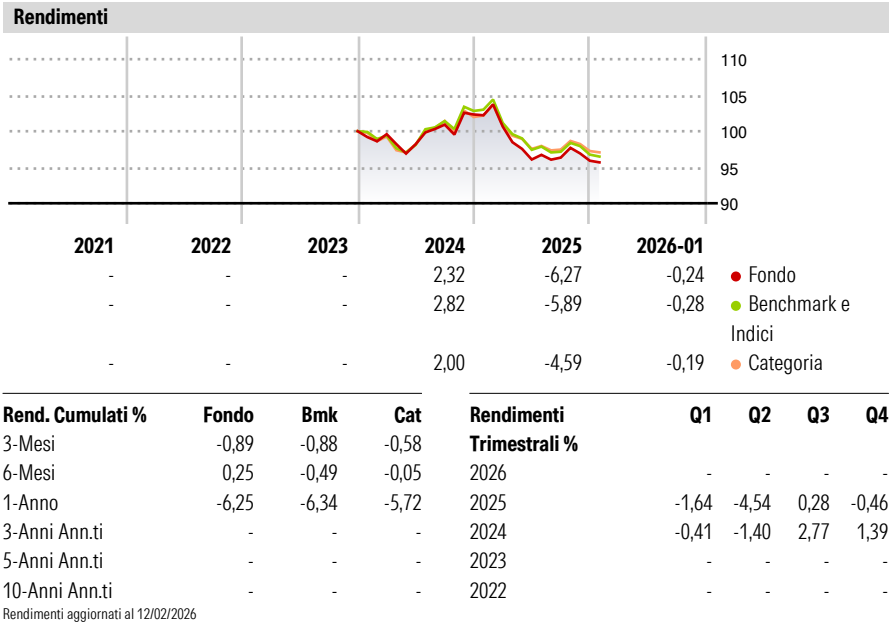 Rendimenti
110
105
100
95
90
2021 2022 2023 2024 2025 2026-01
- - - 2,32 -6,27 -0,24 Fondo
- - - 2,82 -5,89 -0,28 Benchmark e
Indici
- - - 2,00 -4,59 -0,19 Categoria
Rend. Cumulati % Fondo Bmk Cat
3-Mesi -0,89 -0,88 -0,58
6-Mesi 0,25 -0,49 -0,05
1-Anno -6,25 -6,34 -5,72
3-Anni Ann.ti - - -
5-Anni Ann.ti - - -
10-Anni Ann.ti - - -
Rendimenti Q1 Q2 Q3 Q4
Trimestrali %
2026 - - - -
2025 -1,64 -4,54 0,28 -0,46
2024 -0,41 -1,40 2,77 1,39
2023 - - - -
2022 - - - -
Rendimenti aggiornati al 12/02/2026